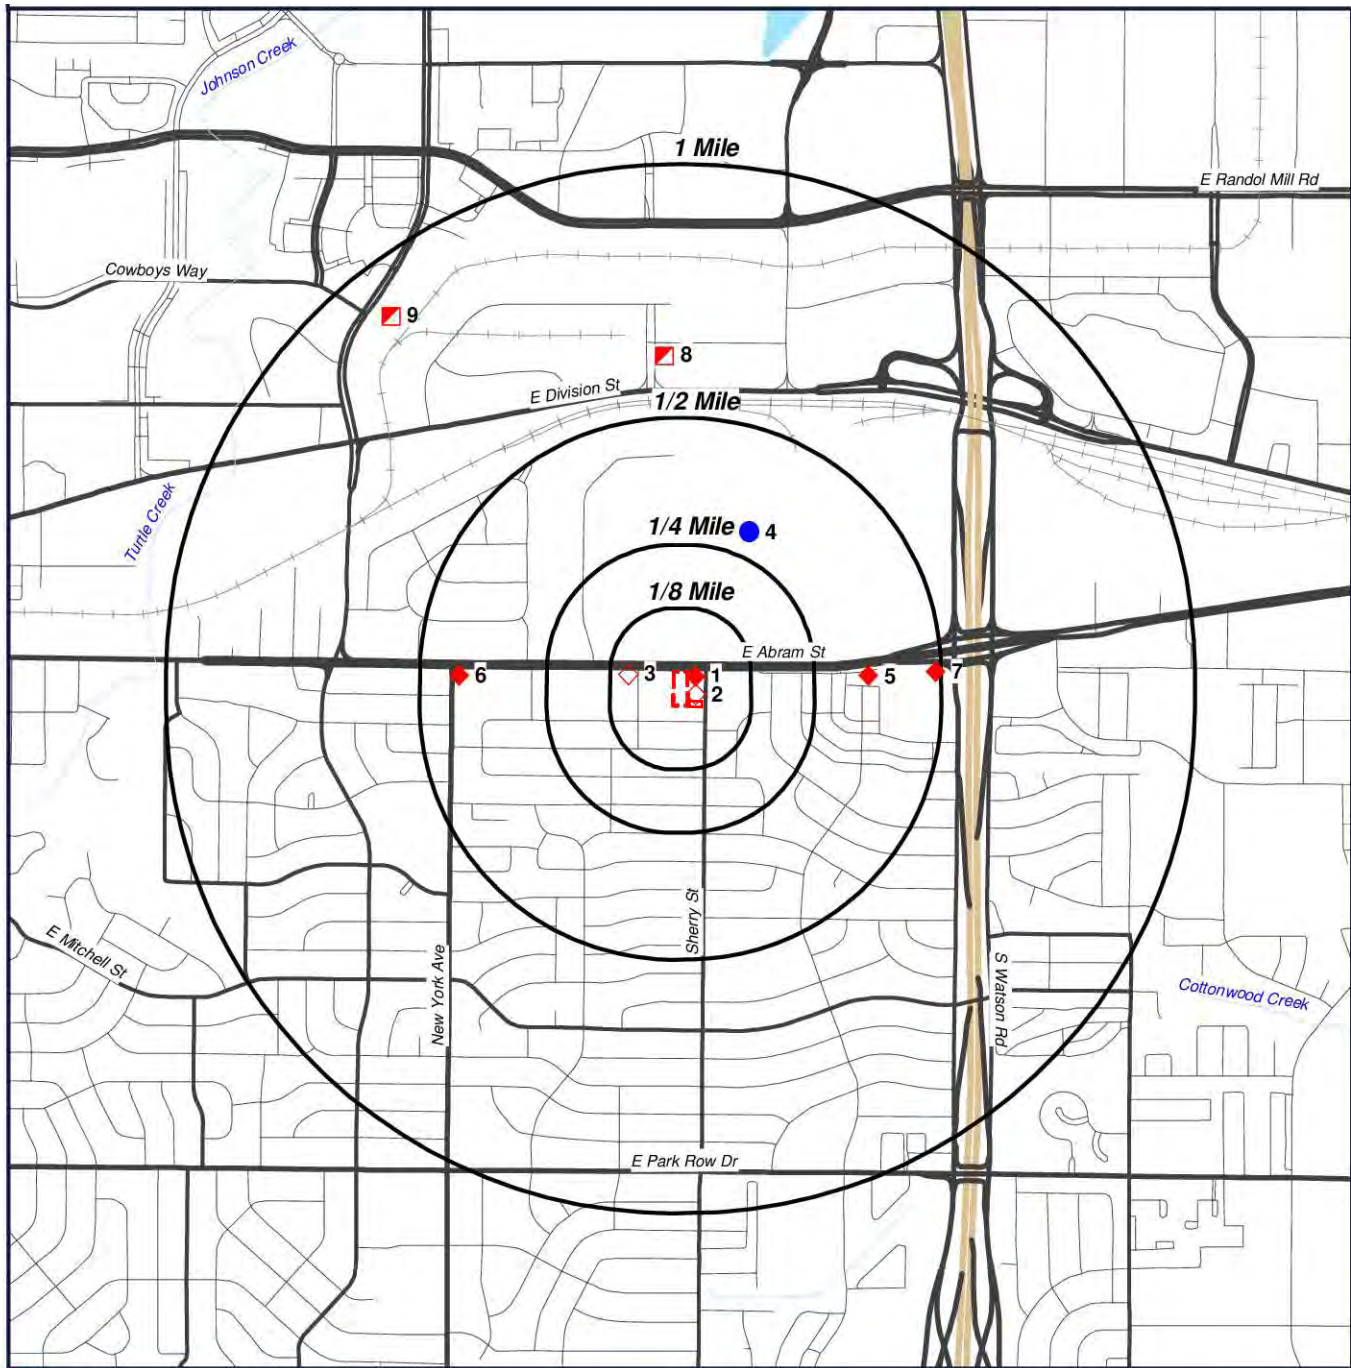 Johnson Creek
1 Mile
E Randol Mill Rd
Cowboys Way
9
8
E Division St
1/2 Mile
Turtle Creek
1/4 Mile
4
1/8 Mile
E Abram St
6
3
1
5
7
2
Sherry St
E Mitchell St
New York Ave
S Watson Rd
Cottonwood Creek
E Park Row Dr